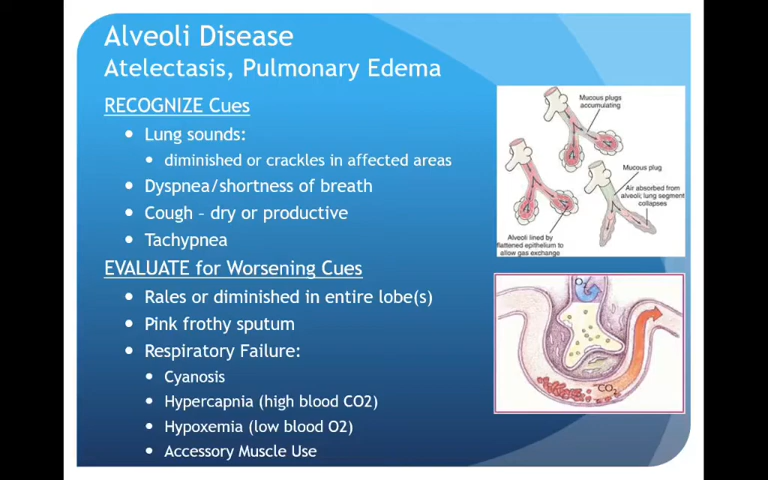 Alveoli Disease
Atelectasis, Pulmonary Edema
RECOGNIZE Cues
Lung sounds:
diminished or crackles in affected areas
Dyspnea/shortness of breath
Cough – dry or productive
Tachypnea
EVALUATE for Worsening Cues
Rales or diminished in entire lobe(s)
Pink frothy sputum
Respiratory Failure:
Cyanosis
Hypercapnia (high blood CO2)
Hypoxemia (low blood O2)
Accessory Muscle Use
Mucous plugs
accumulating
Mucous plug
Air absorbed from
alveoli; lung segment
collapses
Alveoli lined by
flattened epithelium to
allow gas exchange
O₂
CO₂